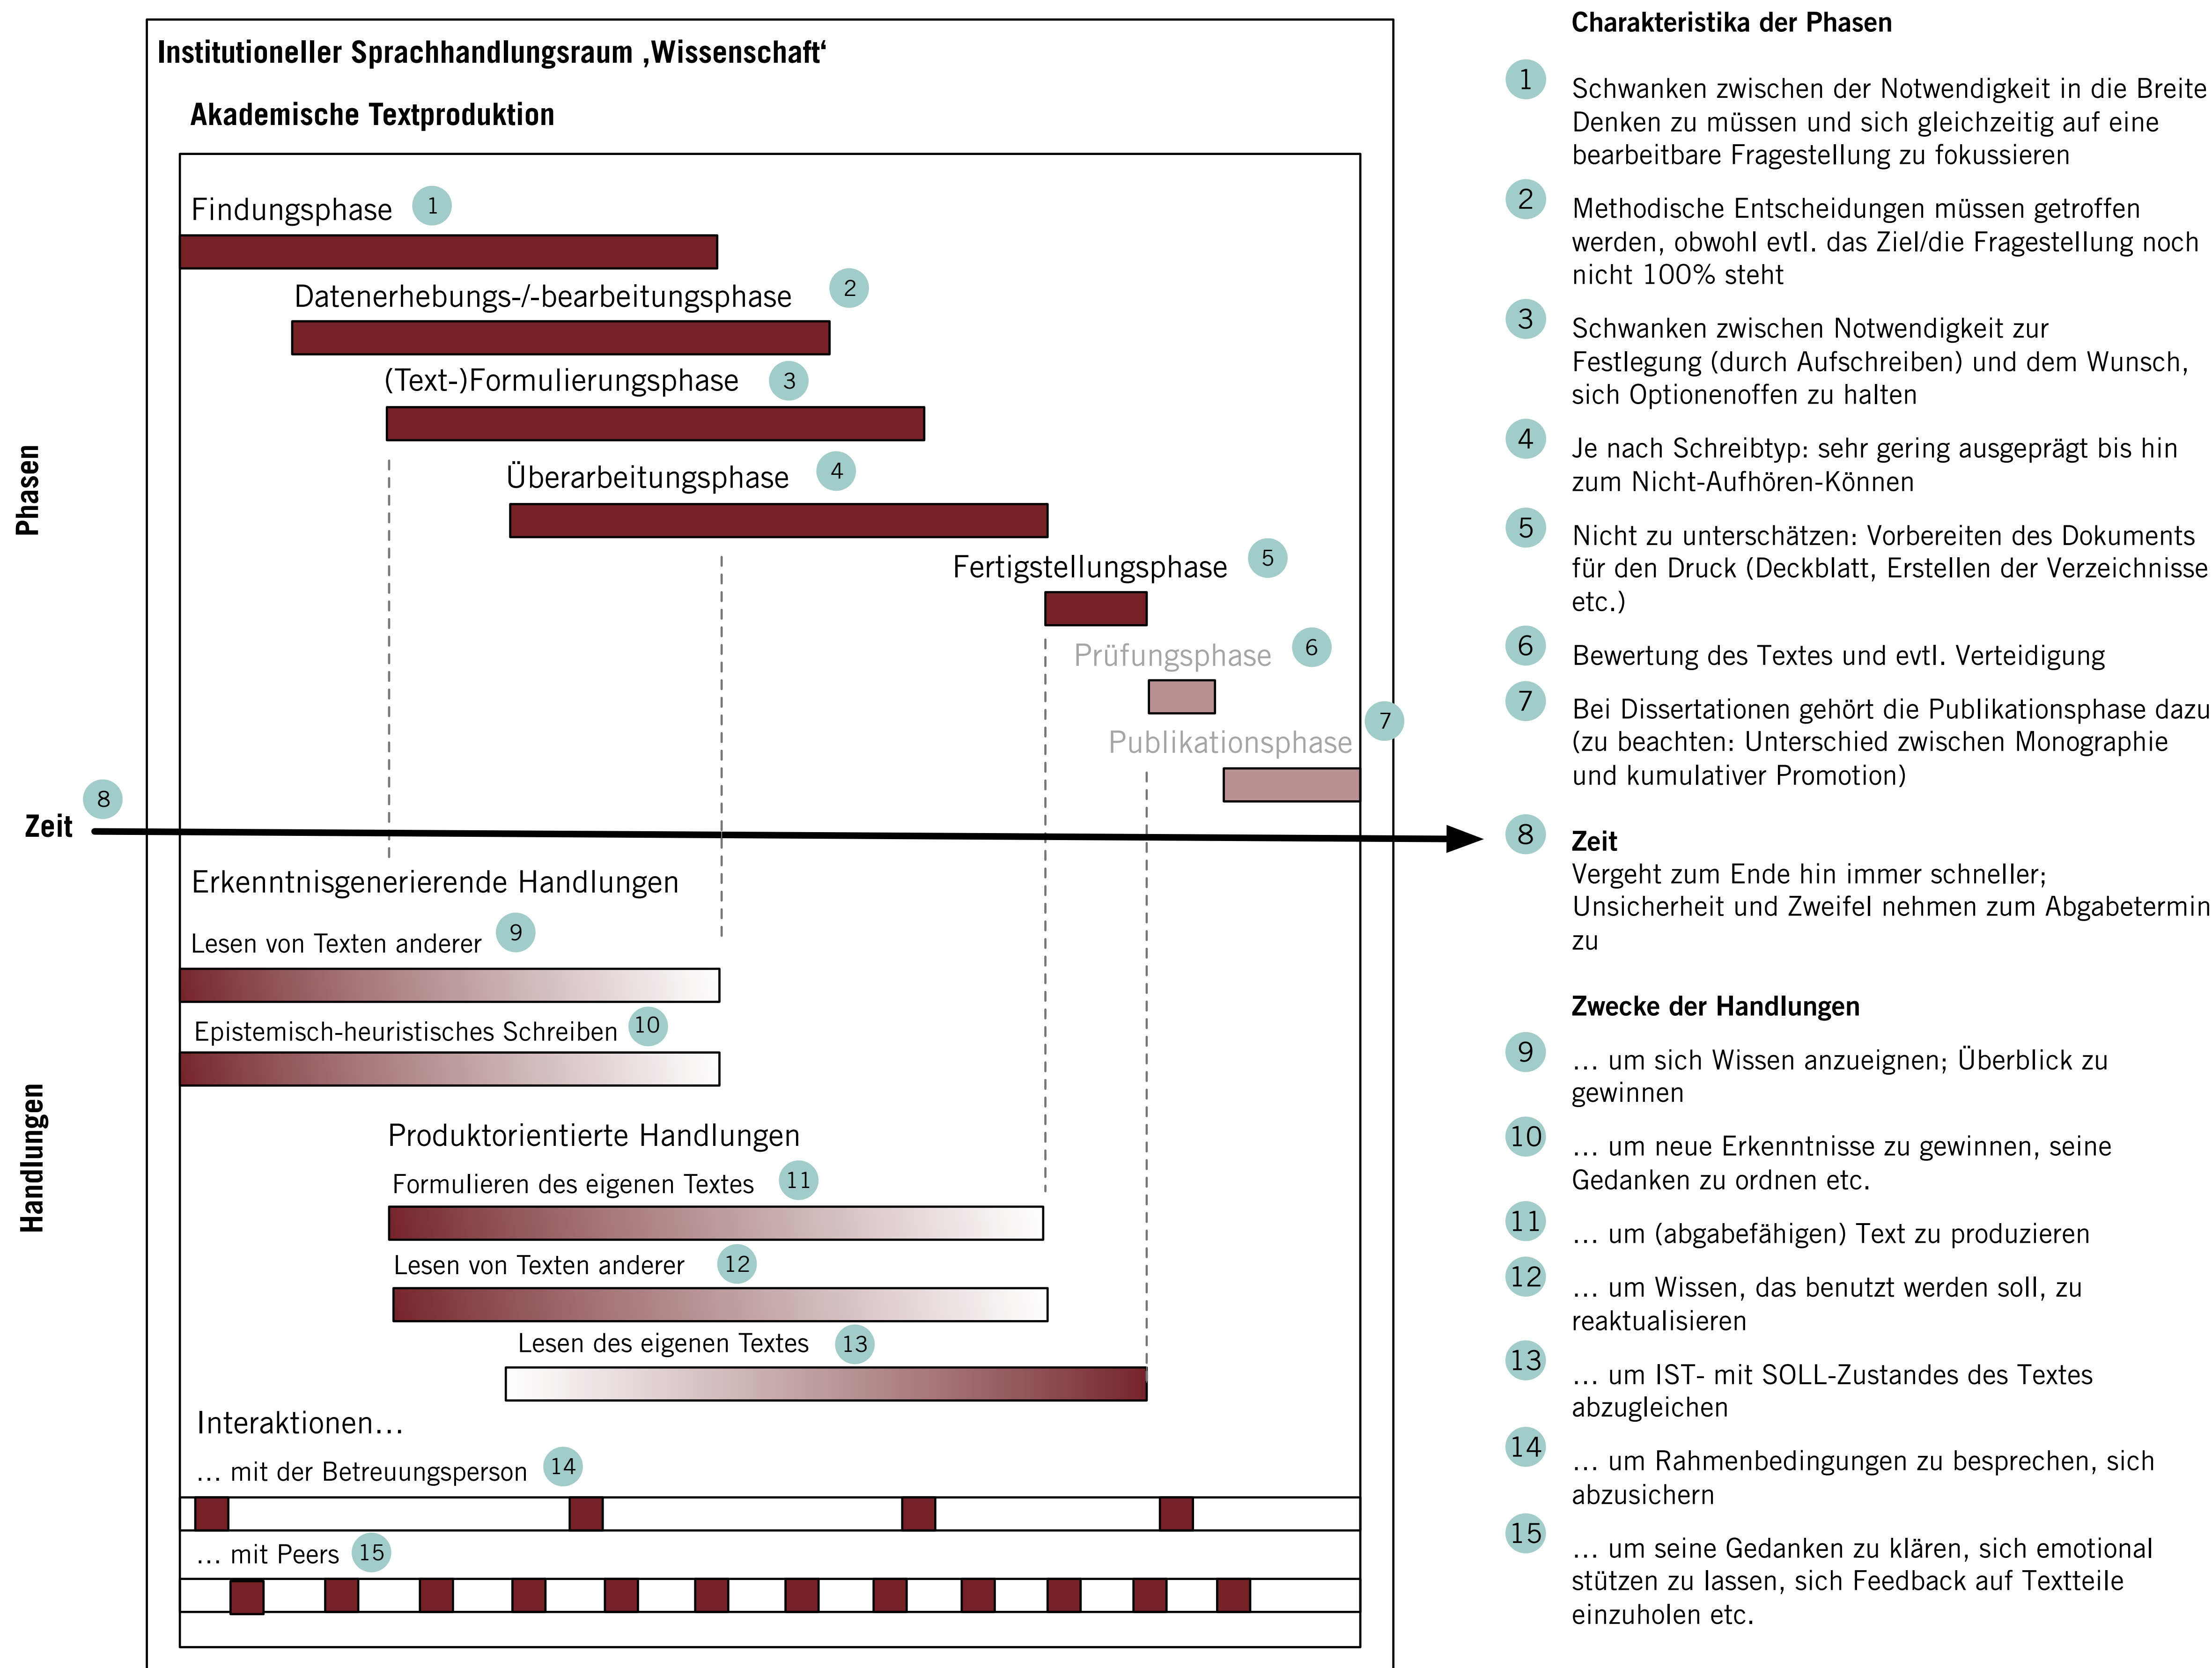 Institutioneller Sprachhandlungsraum ‚Wissenschaft‘
Akademische Textproduktion
Phasen
Findungsphase 1
Datenerhebungs-/-bearbeitungsphase 2
(Text-)Formulierungsphase 3
Überarbeitungsphase 4
Fertigstellungsphase 5
Prüfungsphase 6
Publikationsphase 7
Zeit 8
Handlungen
Erkenntnisgenerierende Handlungen
Lesen von Texten anderer 9
Epistemisch-heuristisches Schreiben 10
Produktorientierte Handlungen
Formulieren des eigenen Textes 11
Lesen von Texten anderer 12
Lesen des eigenen Textes 13
Interaktionen...
... mit der Betreuungsperson 14
... mit Peers 15
Charakteristika der Phasen
1 Schwanken zwischen der Notwendigkeit in die Breite
Denken zu müssen und sich gleichzeitig auf eine
bearbeitbare Fragestellung zu fokussieren
2 Methodische Entscheidungen müssen getroffen
werden, obwohl evtl. das Ziel/die Fragestellung noch
nicht 100% steht
3 Schwanken zwischen Notwendigkeit zur
Festlegung (durch Aufschreiben) und dem Wunsch,
sich Optionenoffen zu halten
4 Je nach Schreibtyp: sehr gering ausgeprägt bis hin
zum Nicht-Aufhören-Können
5 Nicht zu unterschätzen: Vorbereiten des Dokuments
für den Druck (Deckblatt, Erstellen der Verzeichnisse
etc.)
6 Bewertung des Textes und evtl. Verteidigung
7 Bei Dissertationen gehört die Publikationsphase dazu
(zu beachten: Unterschied zwischen Monographie
und kumulativer Promotion)
8 Zeit
Vergeht zum Ende hin immer schneller;
Unsicherheit und Zweifel nehmen zum Abgabetermin
zu
Zwecke der Handlungen
9 ... um sich Wissen anzueignen; Überblick zu
gewinnen
10 ... um neue Erkenntnisse zu gewinnen, seine
Gedanken zu ordnen etc.
11 ... um (abgabefähigen) Text zu produzieren
12 ... um Wissen, das benutzt werden soll, zu
reaktualisieren
13 ... um IST- mit SOLL-Zustandes des Textes
abzugleichen
14 ... um Rahmenbedingungen zu besprechen, sich
abzusichern
15 ... um seine Gedanken zu klären, sich emotional
stützen zu lassen, sich Feedback auf Textteile
einzuholen etc.